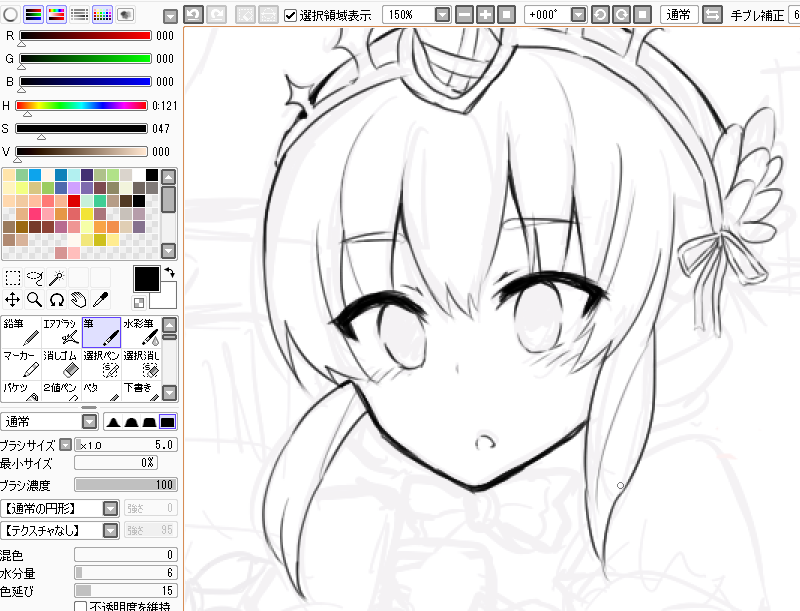 選択領域表示 150% +000° 通常 手ブレ補正 6
R 000
G 000
B 000
H 0:121
S 047
V 000
鉛筆 エアブラシ 筆 水彩筆
マーカー 消しゴム 選択ペン 選択消し
バケツ 2値ペン ベタ 下書き
通常
ブラシサイズ x1.0 5.0
最小サイズ 0%
ブラシ濃度 100
【通常の円形】 強さ 0
【テクスチャなし】 強さ 95
混色 0
水分量 6
色延び 15
不透明度を維持